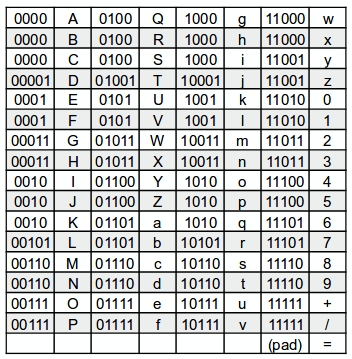 0000 A 0100 Q 1000 g 11000 w
0000 B 0100 R 1000 h 11000 x
0000 C 0100 S 1000 i 11001 y
00001 D 01001 T 10001 j 11001 z
0001 E 0101 U 1001 k 11010 0
0001 F 0101 V 1001 l 11010 1
00011 G 01011 W 10011 m 11011 2
00011 H 01011 X 10011 n 11011 3
0010 I 01100 Y 1010 o 11100 4
0010 J 01100 Z 1010 p 11100 5
0010 K 01101 a 1010 q 11101 6
00101 L 01101 b 10101 r 11101 7
00110 M 01110 c 10110 s 11110 8
00110 N 01110 d 10110 t 11110 9
00111 O 01111 e 10111 u 11111 +
00111 P 01111 f 10111 v 11111 /
(pad) =